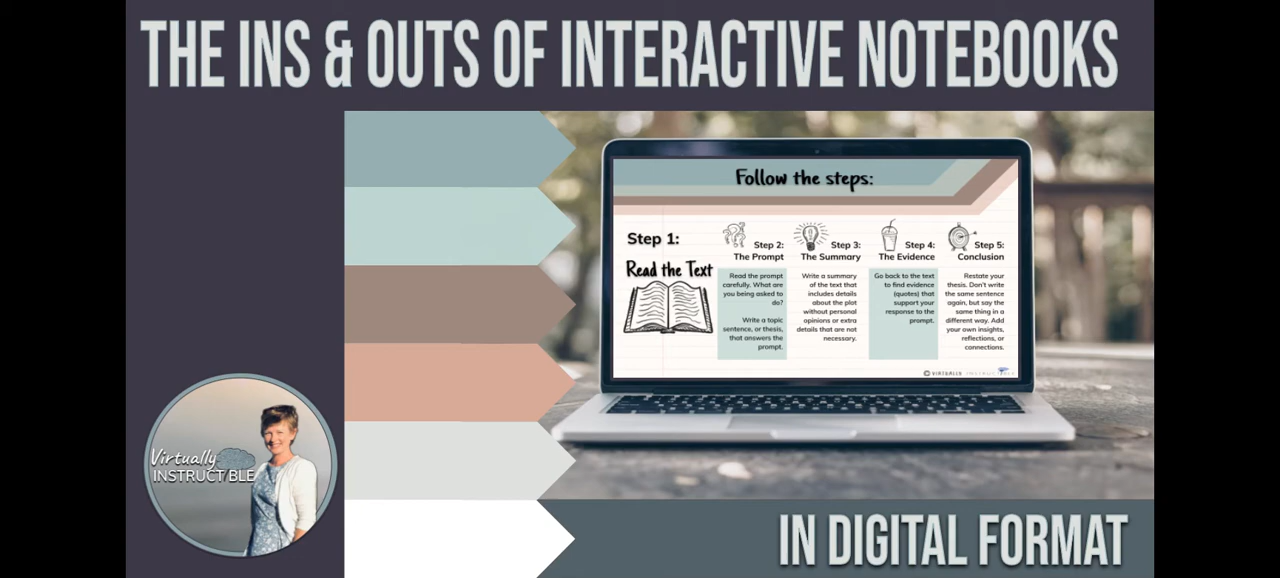 THE INS & OUTS OF INTERACTIVE NOTEBOOKS
Follow the steps:
Step 1:
Read the Text
Step 2:
The Prompt
Read the prompt
carefully. What are
you being asked to
do?
Write a topic
sentence, or thesis,
that answers the
prompt.
Step 3:
The Summary
Write a summary
of the text that
includes details
about the plot
without personal
opinions or extra
details that are not
necessary.
Step 4:
The Evidence
Go back to the text
to find evidence
(quotes) that
support your
response to the
prompt.
Step 5:
Conclusion
Restate your
thesis. Don't write
the same sentence
again, but say the
same thing in a
different way. Add
your own insights,
reflections, or
connections.
© VIRTUALLY INSTRUCTIBLE
Virtually
INSTRUCTIBLE
IN DIGITAL FORMAT